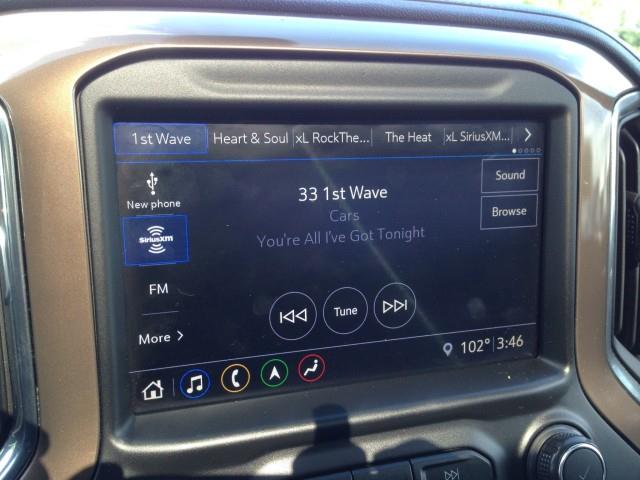 1st Wave Heart & Soul xL RockThe... The Heat xL SiriusXM...
New phone
SiriusXM
FM
More
33 1st Wave
Cars
You're All I've Got Tonight
Sound
Browse
Tune
102° 3:46